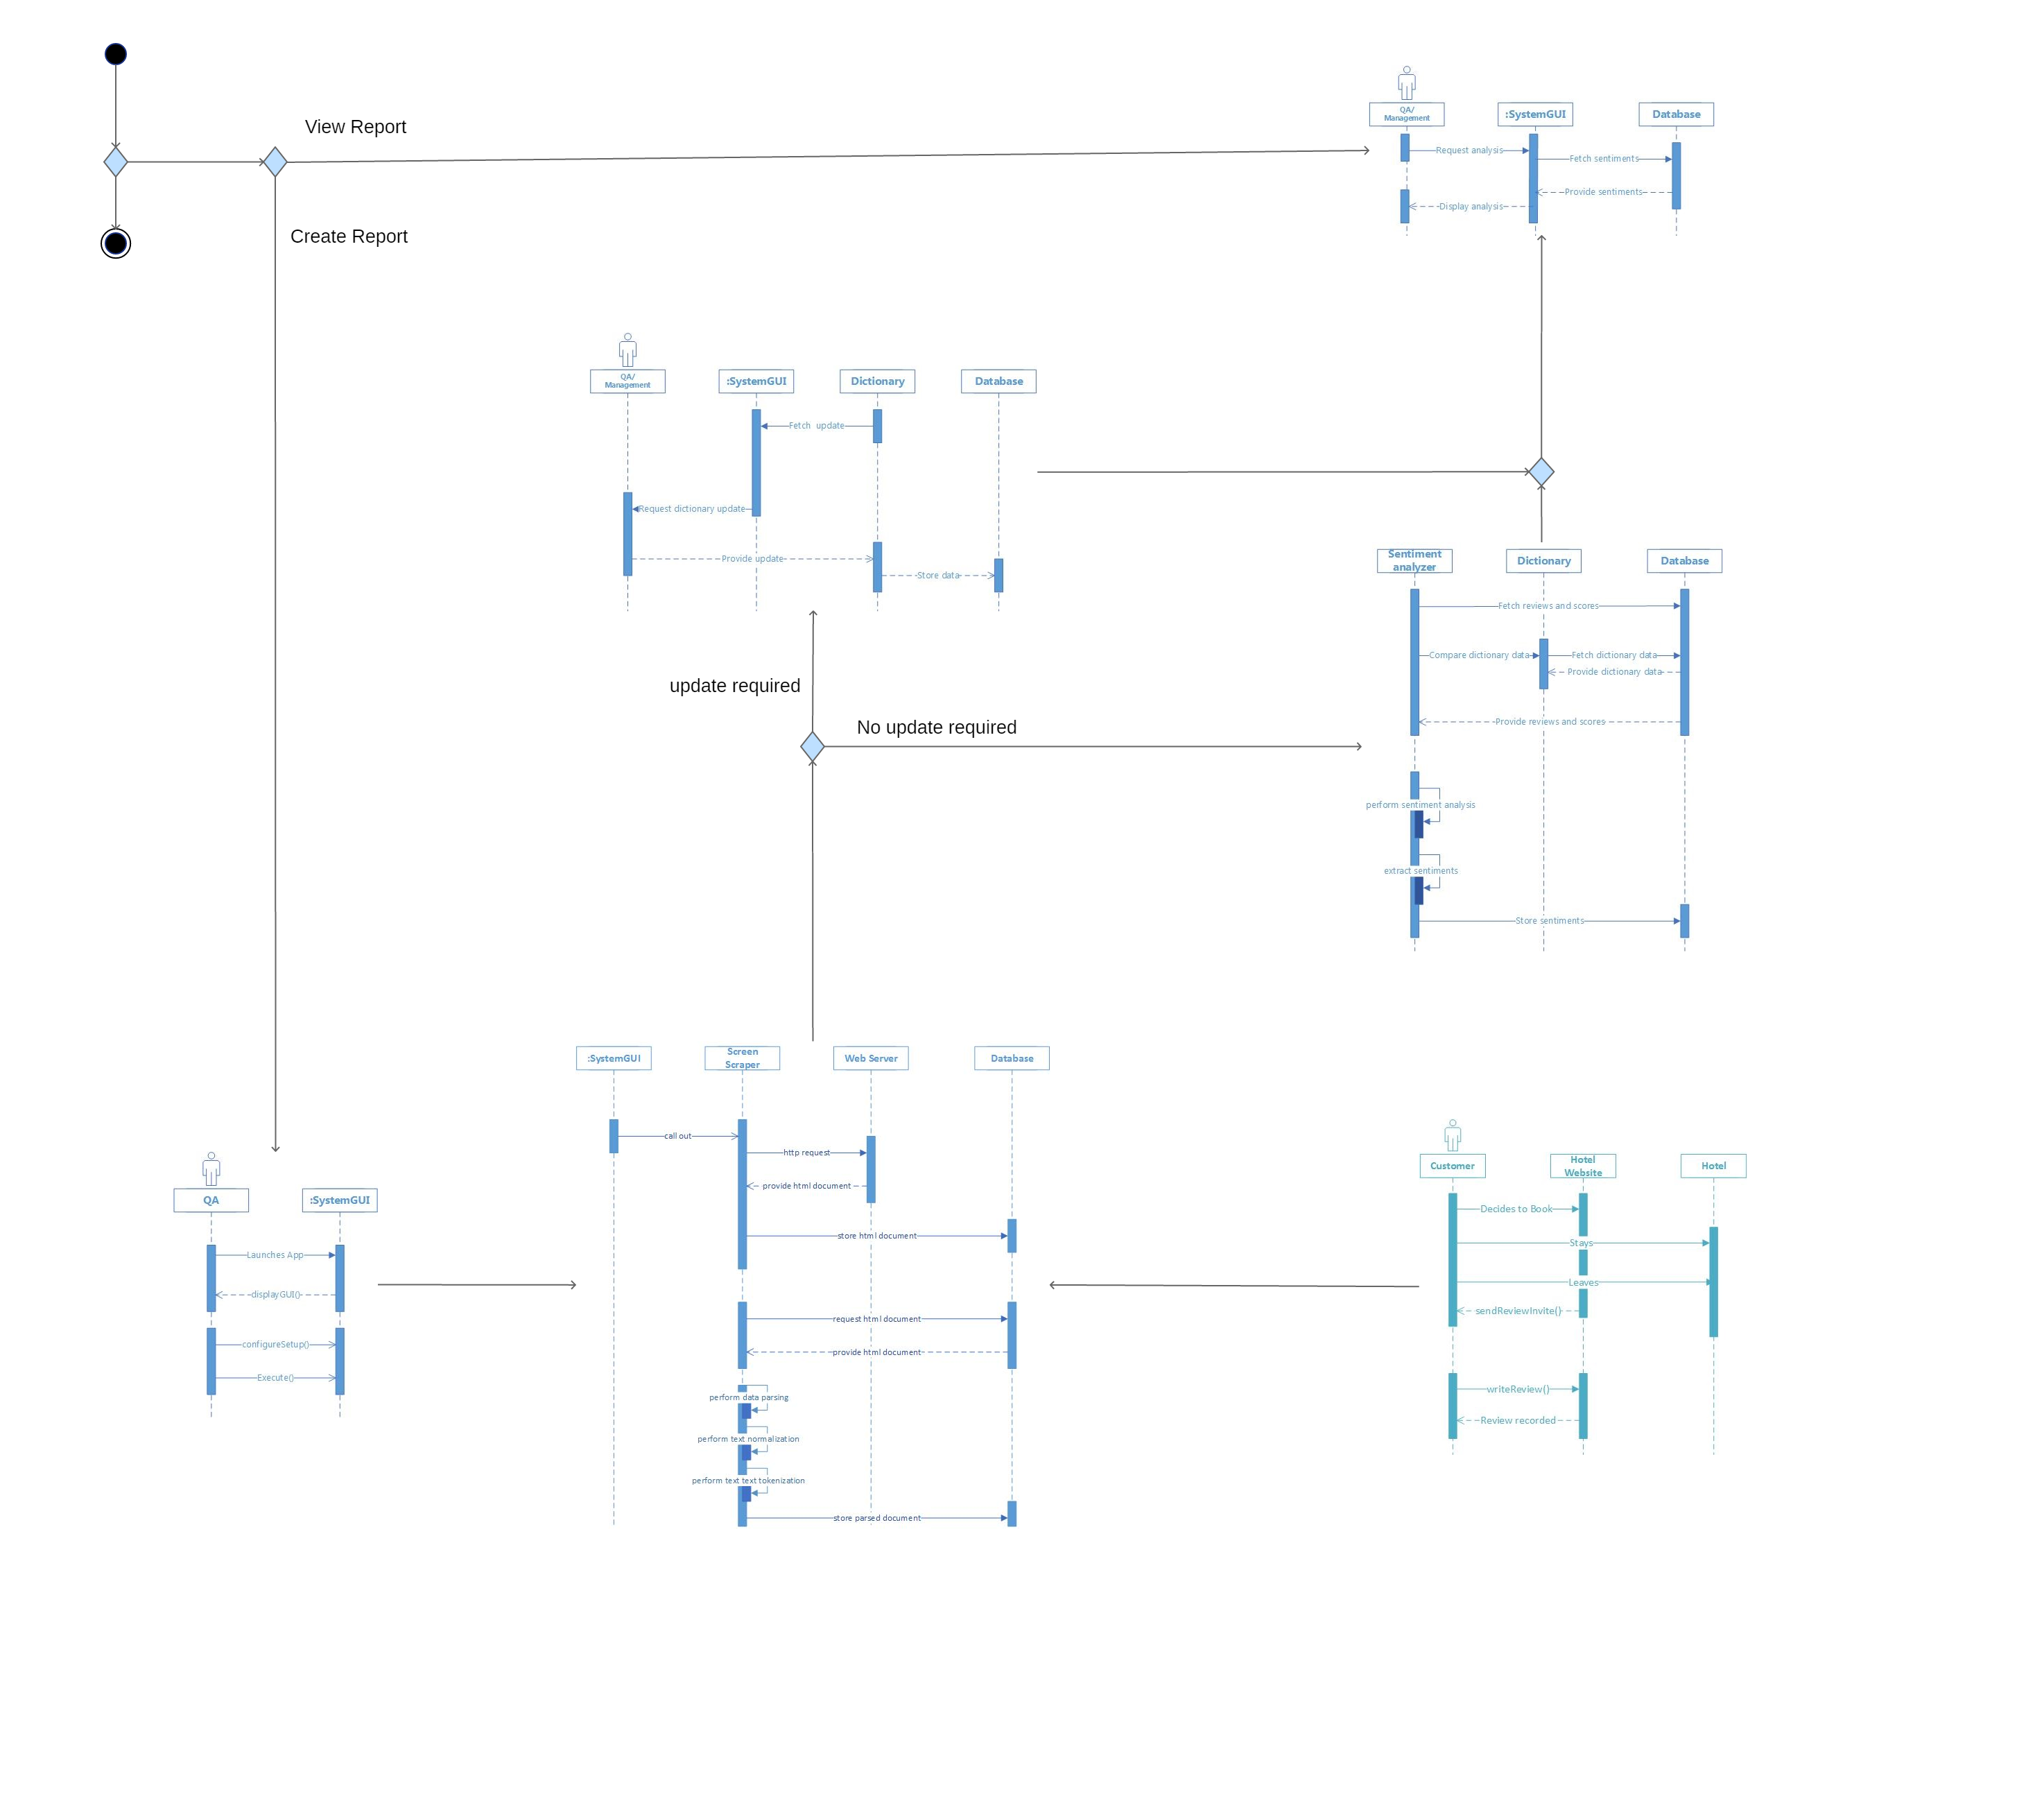 View Report
Create Report
QA/
Management
:SystemGUI
Database
Request analysis
Fetch sentiments
Provide sentiments
Display analysis
QA/
Management
:SystemGUI
Dictionary
Database
Fetch  update
Request dictionary update
Provide update
Store data
update required
No update required
Sentiment
analyzer
Dictionary
Database
Fetch reviews and scores
Compare dictionary data
Fetch dictionary data
Provide dictionary data
Provide reviews and scores
perform sentiment analysis
extract sentiments
Store sentiments
QA
:SystemGUI
Launches App
displayGUI()
configureSetup()
Execute()
:SystemGUI
Screen
Scraper
Web Server
Database
call out
http request
provide html document
store html document
request html document
provide html document
perform data parsing
perform text normalization
perform text text tokenization
store parsed document
Customer
Hotel
Website
Hotel
Decides to Book
Stays
Leaves
sendReviewInvite()
writeReview()
Review recorded